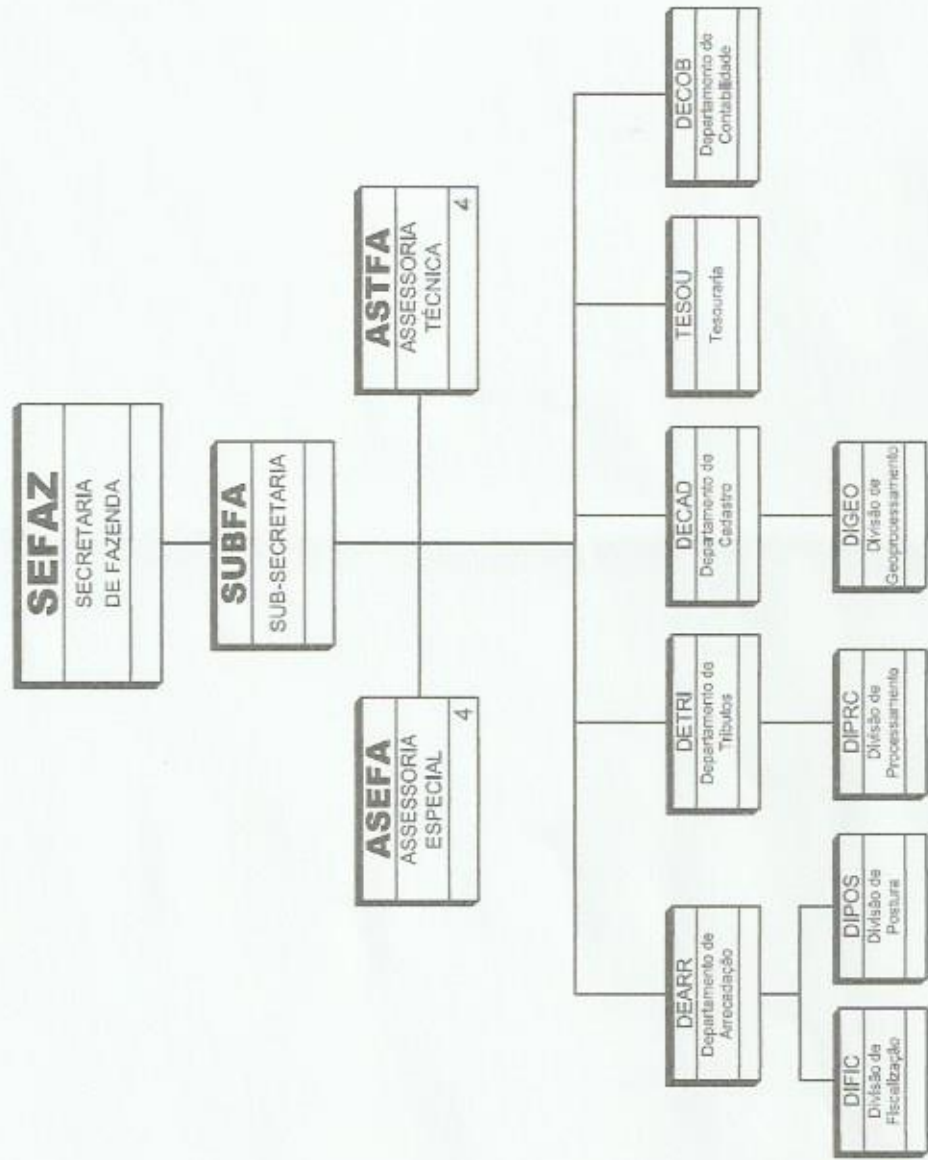 SEFAZ
SECRETARIA
DE FAZENDA
SUBFA
SUB-SECRETARIA
ASEFA
ASSESSORIA
ESPECIAL
4
ASTFA
ASSESSORIA
TÉCNICA
4
DEARR
Departamento de
Arrecadação
DETRI
Departamento de
Tributos
DECAD
Departamento de
Cadastro
TESOU
Tesouraria
DECOB
Departamento de
Contabilidade
DIFIC
Divisão de
Fiscalização
DIPOS
Divisão de
Postura
DIPRC
Divisão de
Processamento
DIGEO
Divisão de
Geoprocessamento